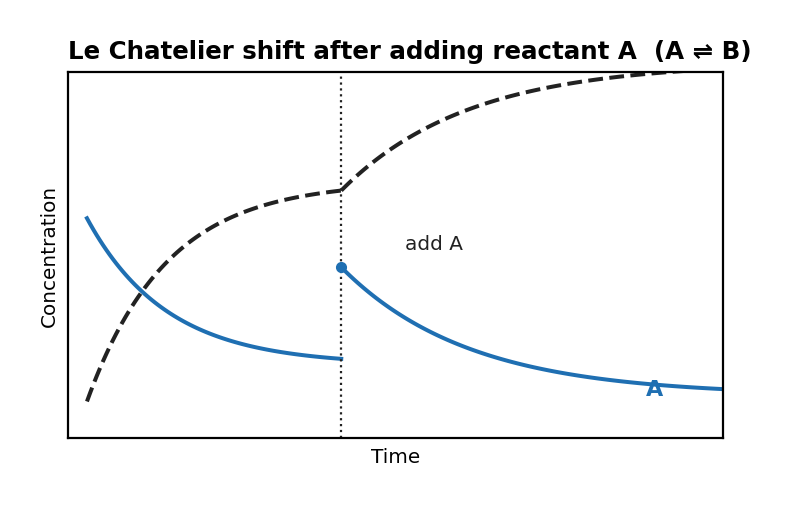 Le Chatelier shift after adding reactant A  (A ⇌ B)
Concentration
add A
A
Time